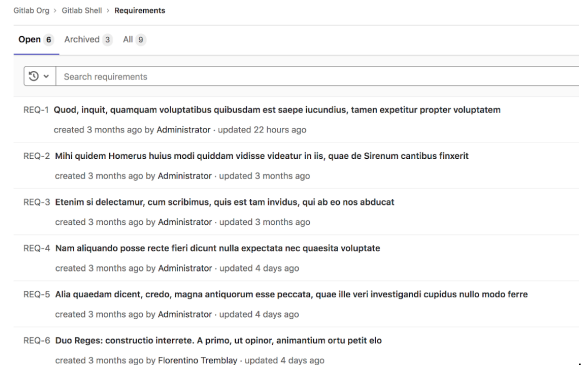 Gitlab Org › Gitlab Shell › Requirements
Open 6 Archived 3 All 9
Search requirements
REQ-1 Quod, inquit, quamquam voluptatibus quibusdam est saepe iucundius, tamen expetitur propter voluptatem
created 3 months ago by Administrator · updated 22 hours ago
REQ-2 Mihi quidem Homerus huius modi quiddam vidisse videatur in iis, quae de Sirenum cantibus finxerit
created 3 months ago by Administrator · updated 3 months ago
REQ-3 Etenim si delectamur, cum scribimus, quis est tam invidus, qui ab eo nos abducat
created 3 months ago by Administrator · updated 3 months ago
REQ-4 Nam aliquando posse recte fieri dicunt nulla expectata nec quaesita voluptate
created 3 months ago by Administrator · updated 4 days ago
REQ-5 Alia quaedam dicent, credo, magna antiquorum esse peccata, quae ille veri investigandi cupidus nullo modo ferre
created 3 months ago by Administrator · updated 4 days ago
REQ-6 Duo Reges: constructio interrete. A primo, ut opinor, animantium ortu petit elo
created 3 months ago by Florentino Tremblay · updated 4 days ago